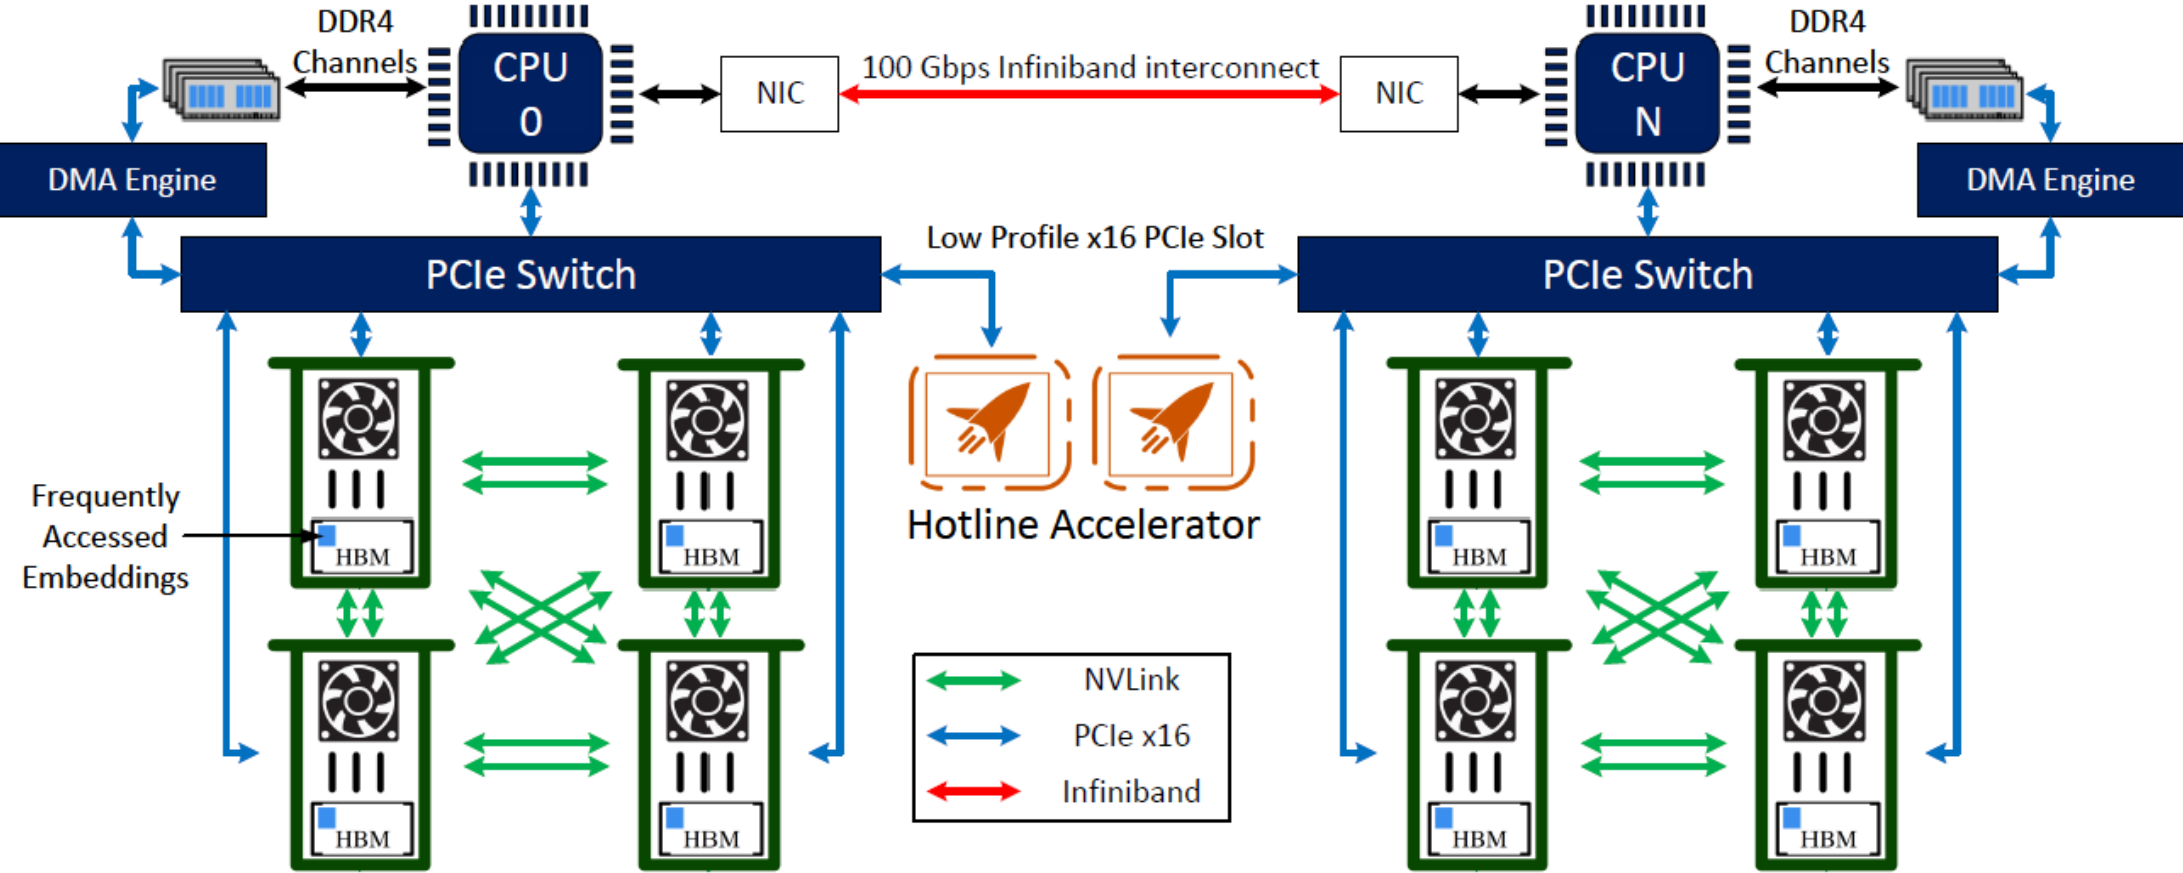 DDR4
Channels
CPU
0
NIC
100 Gbps Infiniband interconnect
NIC
CPU
N
DDR4
Channels
DMA Engine
DMA Engine
PCIe Switch
Low Profile x16 PCIe Slot
PCIe Switch
Frequently
Accessed
Embeddings
HBM
HBM
Hotline Accelerator
HBM
HBM
NVLink
PCIe x16
Infiniband
HBM
HBM
HBM
HBM